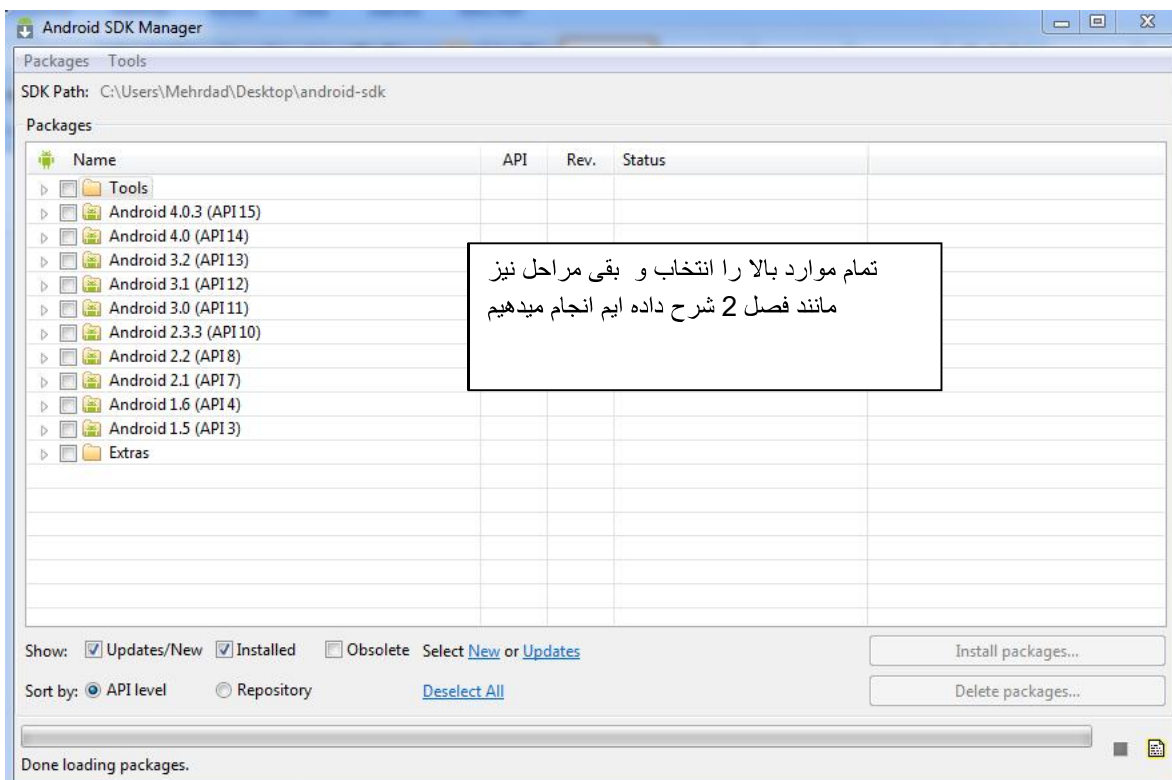 Android SDK Manager
Packages Tools
SDK Path: C:\Users\Mehrdad\Desktop\android-sdk
Packages
Name API Rev. Status
Tools
Android 4.0.3 (API 15)
Android 4.0 (API 14)
Android 3.2 (API 13)
Android 3.1 (API 12)
Android 3.0 (API 11)
Android 2.3.3 (API 10)
Android 2.2 (API 8)
Android 2.1 (API 7)
Android 1.6 (API 4)
Android 1.5 (API 3)
Extras
تمام موارد بالا را انتخاب و بقی مراحل نیز
مانند فصل 2 شرح داده ایم انجام میدهیم
Show: Updates/New Installed Obsolete Select New or Updates Install packages...
Sort by: API level Repository Deselect All Delete packages...
Done loading packages.